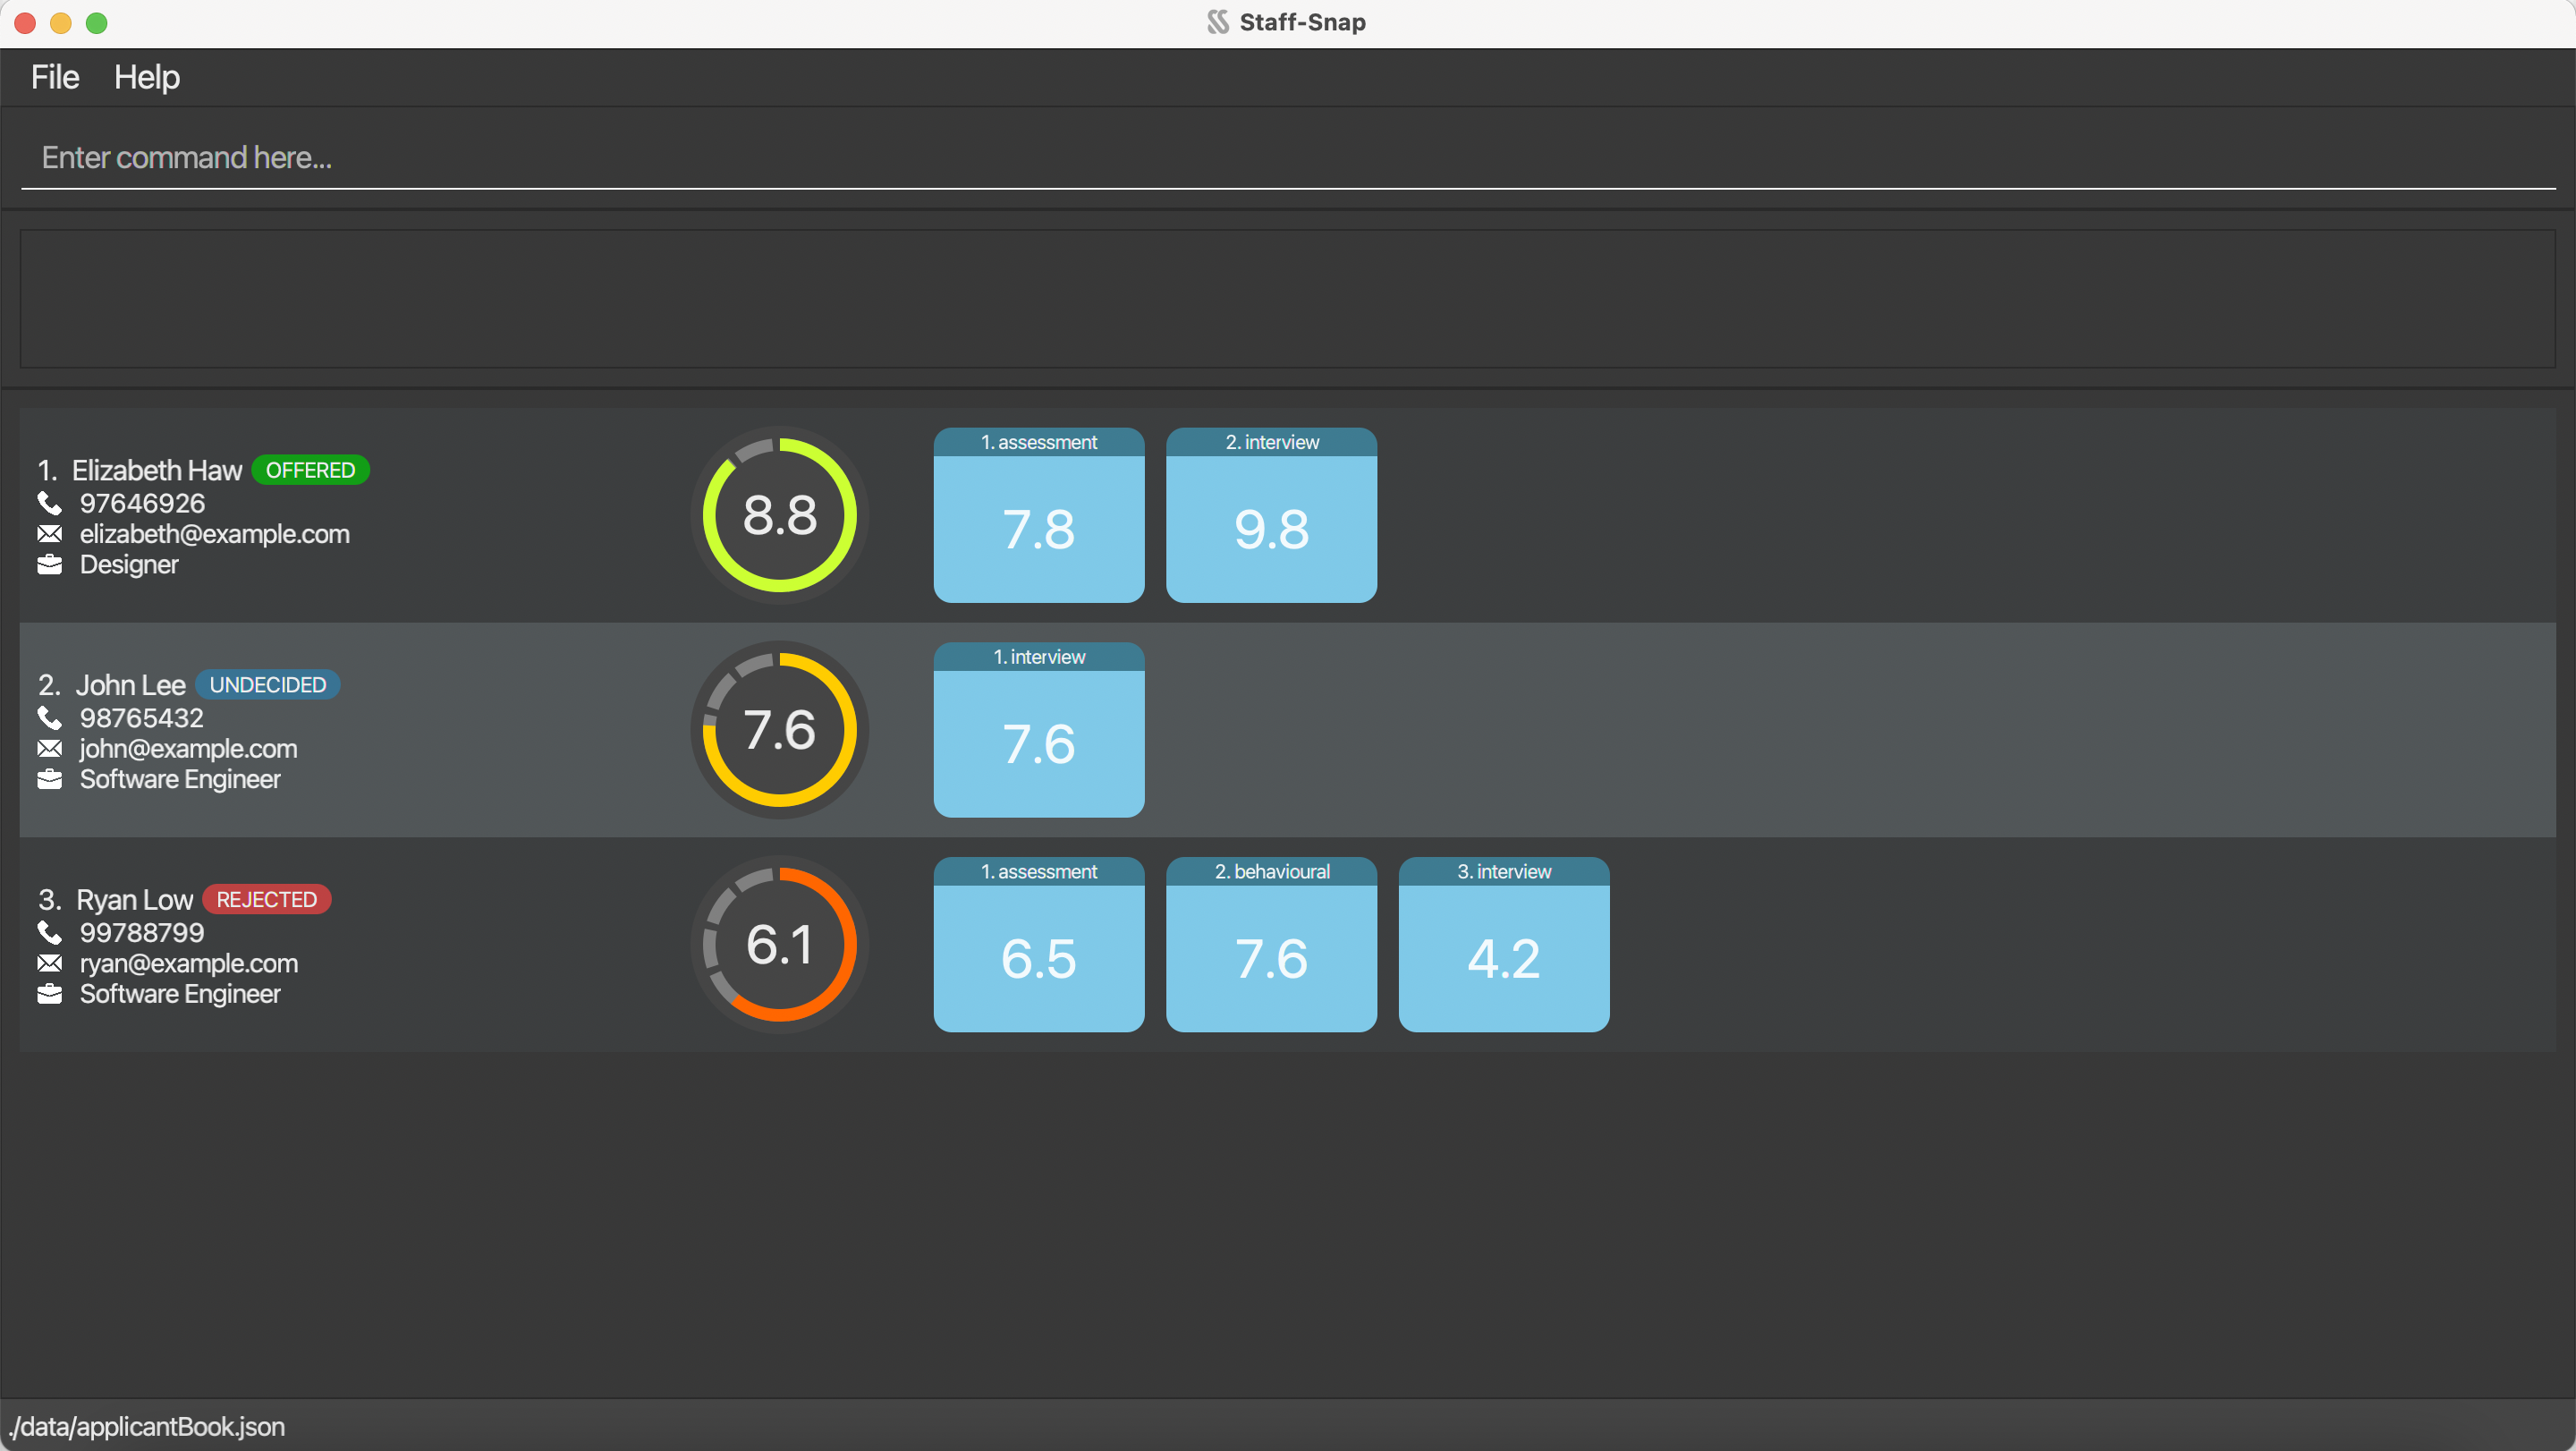 Staff-Snap
File Help
Enter command here...
1. Elizabeth Haw OFFERED
97646926
elizabeth@example.com
Designer
8.8
1. assessment
7.8
2. interview
9.8
2. John Lee UNDECIDED
98765432
john@example.com
Software Engineer
7.6
1. interview
7.6
3. Ryan Low REJECTED
99788799
ryan@example.com
Software Engineer
6.1
1. assessment
6.5
2. behavioural
7.6
3. interview
4.2
./data/applicantBook.json